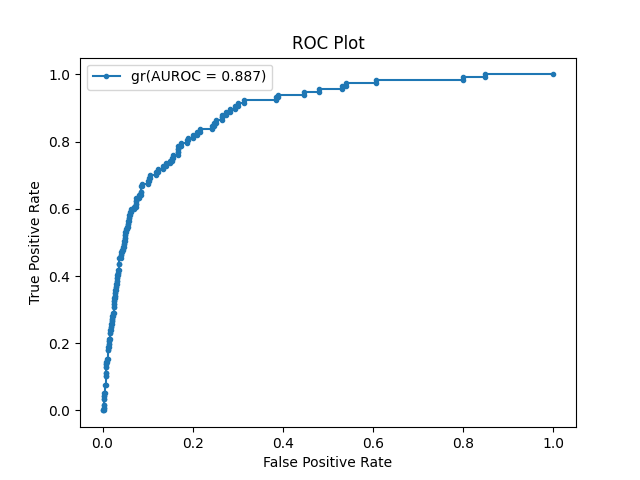 ROC Plot
gr(AUROC = 0.887)
1.0
0.8
0.6
0.4
0.2
0.0
True Positive Rate
0.0 0.2 0.4 0.6 0.8 1.0
False Positive Rate